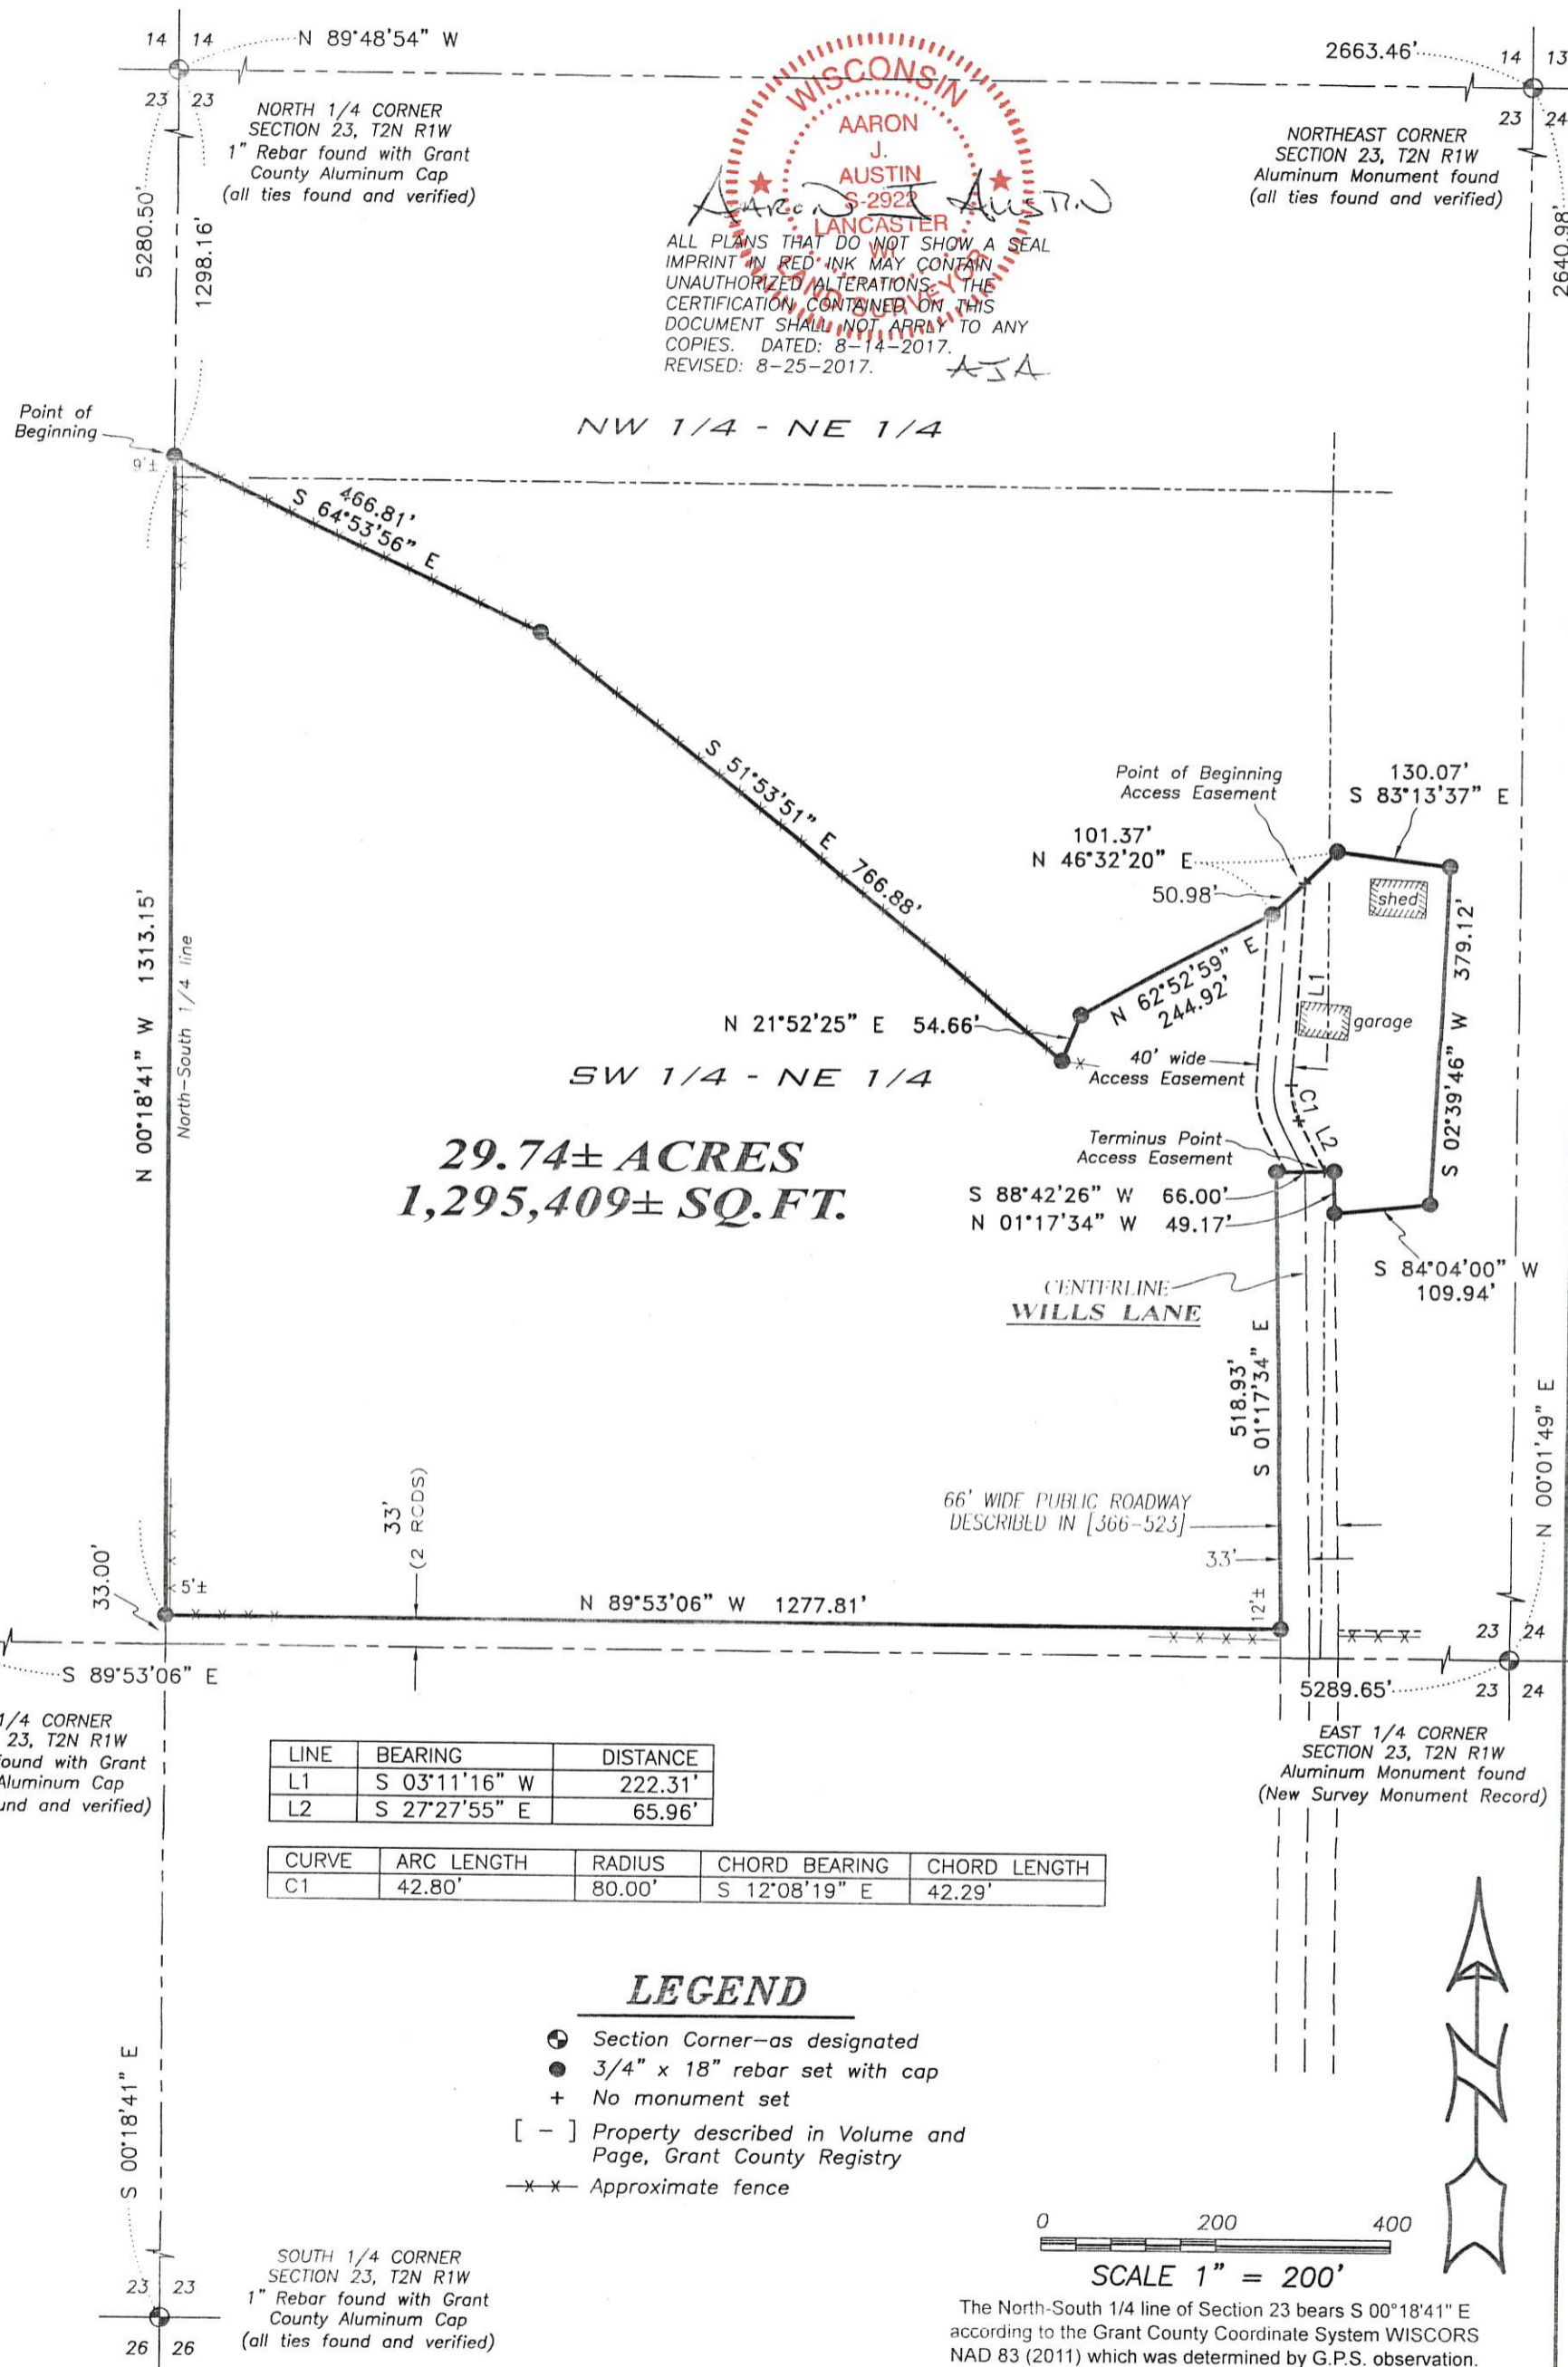 14 14
N 89°48'54" W
23 23
NORTH 1/4 CORNER
SECTION 23, T2N R1W
1" Rebar found with Grant
County Aluminum Cap
(all ties found and verified)
5280.50'
1298.16'
WISCONSIN
AARON
J.
AUSTIN
S-2922
LANCASTER
WI
LAND SURVEYOR
AARON J AUSTIN
ALL PLANS THAT DO NOT SHOW A SEAL
IMPRINT IN RED INK MAY CONTAIN
UNAUTHORIZED ALTERATIONS. THE
CERTIFICATION CONTAINED ON THIS
DOCUMENT SHALL NOT APPLY TO ANY
COPIES. DATED: 8-14-2017.
REVISED: 8-25-2017.
AJA
2663.46'
14 13
23 24
NORTHEAST CORNER
SECTION 23, T2N R1W
Aluminum Monument found
(all ties found and verified)
2640.98'
Point of
Beginning
9'±
NW 1/4 - NE 1/4
466.81'
S 64°53'56" E
S 51°53'51" E 766.88'
Point of Beginning
Access Easement
130.07'
S 83°13'37" E
101.37'
N 46°32'20" E
50.98'
shed
L1
garage
379.12'
S 02°39'46" W
N 62°52'59" E
244.92'
N 21°52'25" E 54.66'
40' wide
Access Easement
SW 1/4 - NE 1/4
C1
L2
Terminus Point
Access Easement
N 00°18'41" W 1313.15'
North-South 1/4 line
29.74± ACRES
1,295,409± SQ.FT.
S 88°42'26" W 66.00'
N 01°17'34" W 49.17'
S 84°04'00" W
109.94'
CENTERLINE
WILLS LANE
518.93'
S 01°17'34" E
N 00°01'49" E
66' WIDE PUBLIC ROADWAY
DESCRIBED IN [366-523]
33'
33'
(2 RODS)
33.00'
5'±
N 89°53'06" W 1277.81'
12'±
23 24
S 89°53'06" E
5289.65'
23 24
1/4 CORNER
23, T2N R1W
ound with Grant
Aluminum Cap
und and verified)
EAST 1/4 CORNER
SECTION 23, T2N R1W
Aluminum Monument found
(New Survey Monument Record)
LINE BEARING DISTANCE
L1 S 03°11'16" W 222.31'
L2 S 27°27'55" E 65.96'
CURVE ARC LENGTH RADIUS CHORD BEARING CHORD LENGTH
C1 42.80' 80.00' S 12°08'19" E 42.29'
LEGEND
Section Corner-as designated
3/4" x 18" rebar set with cap
+ No monument set
[ - ] Property described in Volume and
Page, Grant County Registry
Approximate fence
S 00°18'41" E
N
0 200 400
SCALE 1" = 200'
SOUTH 1/4 CORNER
SECTION 23, T2N R1W
1" Rebar found with Grant
County Aluminum Cap
(all ties found and verified)
23 23
26 26
The North-South 1/4 line of Section 23 bears S 00°18'41" E
according to the Grant County Coordinate System WISCORS
NAD 83 (2011) which was determined by G.P.S. observation.